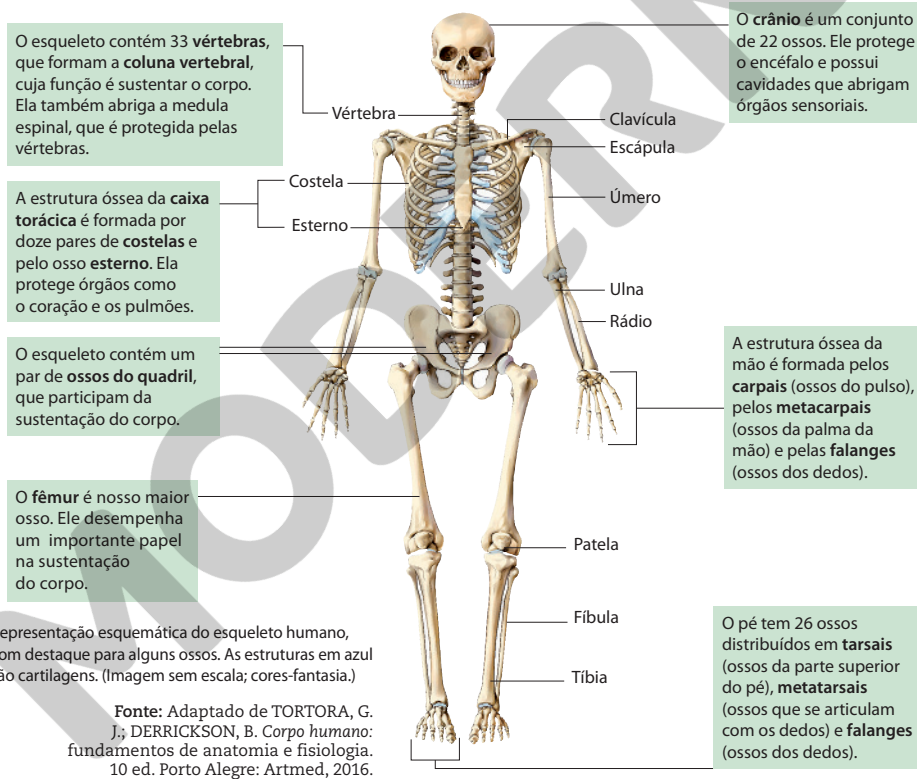 O esqueleto contém 33 vértebras,
que formam a coluna vertebral,
cuja função é sustentar o corpo.
Ela também abriga a medula
espinal, que é protegida pelas
vértebras.
O crânio é um conjunto
de 22 ossos. Ele protege
o encéfalo e possui
cavidades que abrigam
órgãos sensoriais.
Vértebra
Clavícula
Escápula
A estrutura óssea da caixa
torácica é formada por
doze pares de costelas e
pelo osso esterno. Ela
protege órgãos como
o coração e os pulmões.
Costela
Esterno
Úmero
Ulna
Rádio
O esqueleto contém um
par de ossos do quadril,
que participam da
sustentação do corpo.
A estrutura óssea da
mão é formada pelos
carpais (ossos do pulso),
pelos metacarpais
(ossos da palma da
mão) e pelas falanges
(ossos dos dedos).
O fêmur é nosso maior
osso. Ele desempenha
um importante papel
na sustentação
do corpo.
Patela
Fíbula
Tíbia
O pé tem 26 ossos
distribuídos em tarsais
(ossos da parte superior
do pé), metatarsais
(ossos que se articulam
com os dedos) e falanges
(ossos dos dedos).
epresentação esquemática do esqueleto humano,
om destaque para alguns ossos. As estruturas em azul
ão cartilagens. (Imagem sem escala; cores-fantasia.)
Fonte: Adaptado de TORTORA, G.
J.; DERRICKSON, B. Corpo humano:
fundamentos de anatomia e fisiologia.
10 ed. Porto Alegre: Artmed, 2016.
MODERN